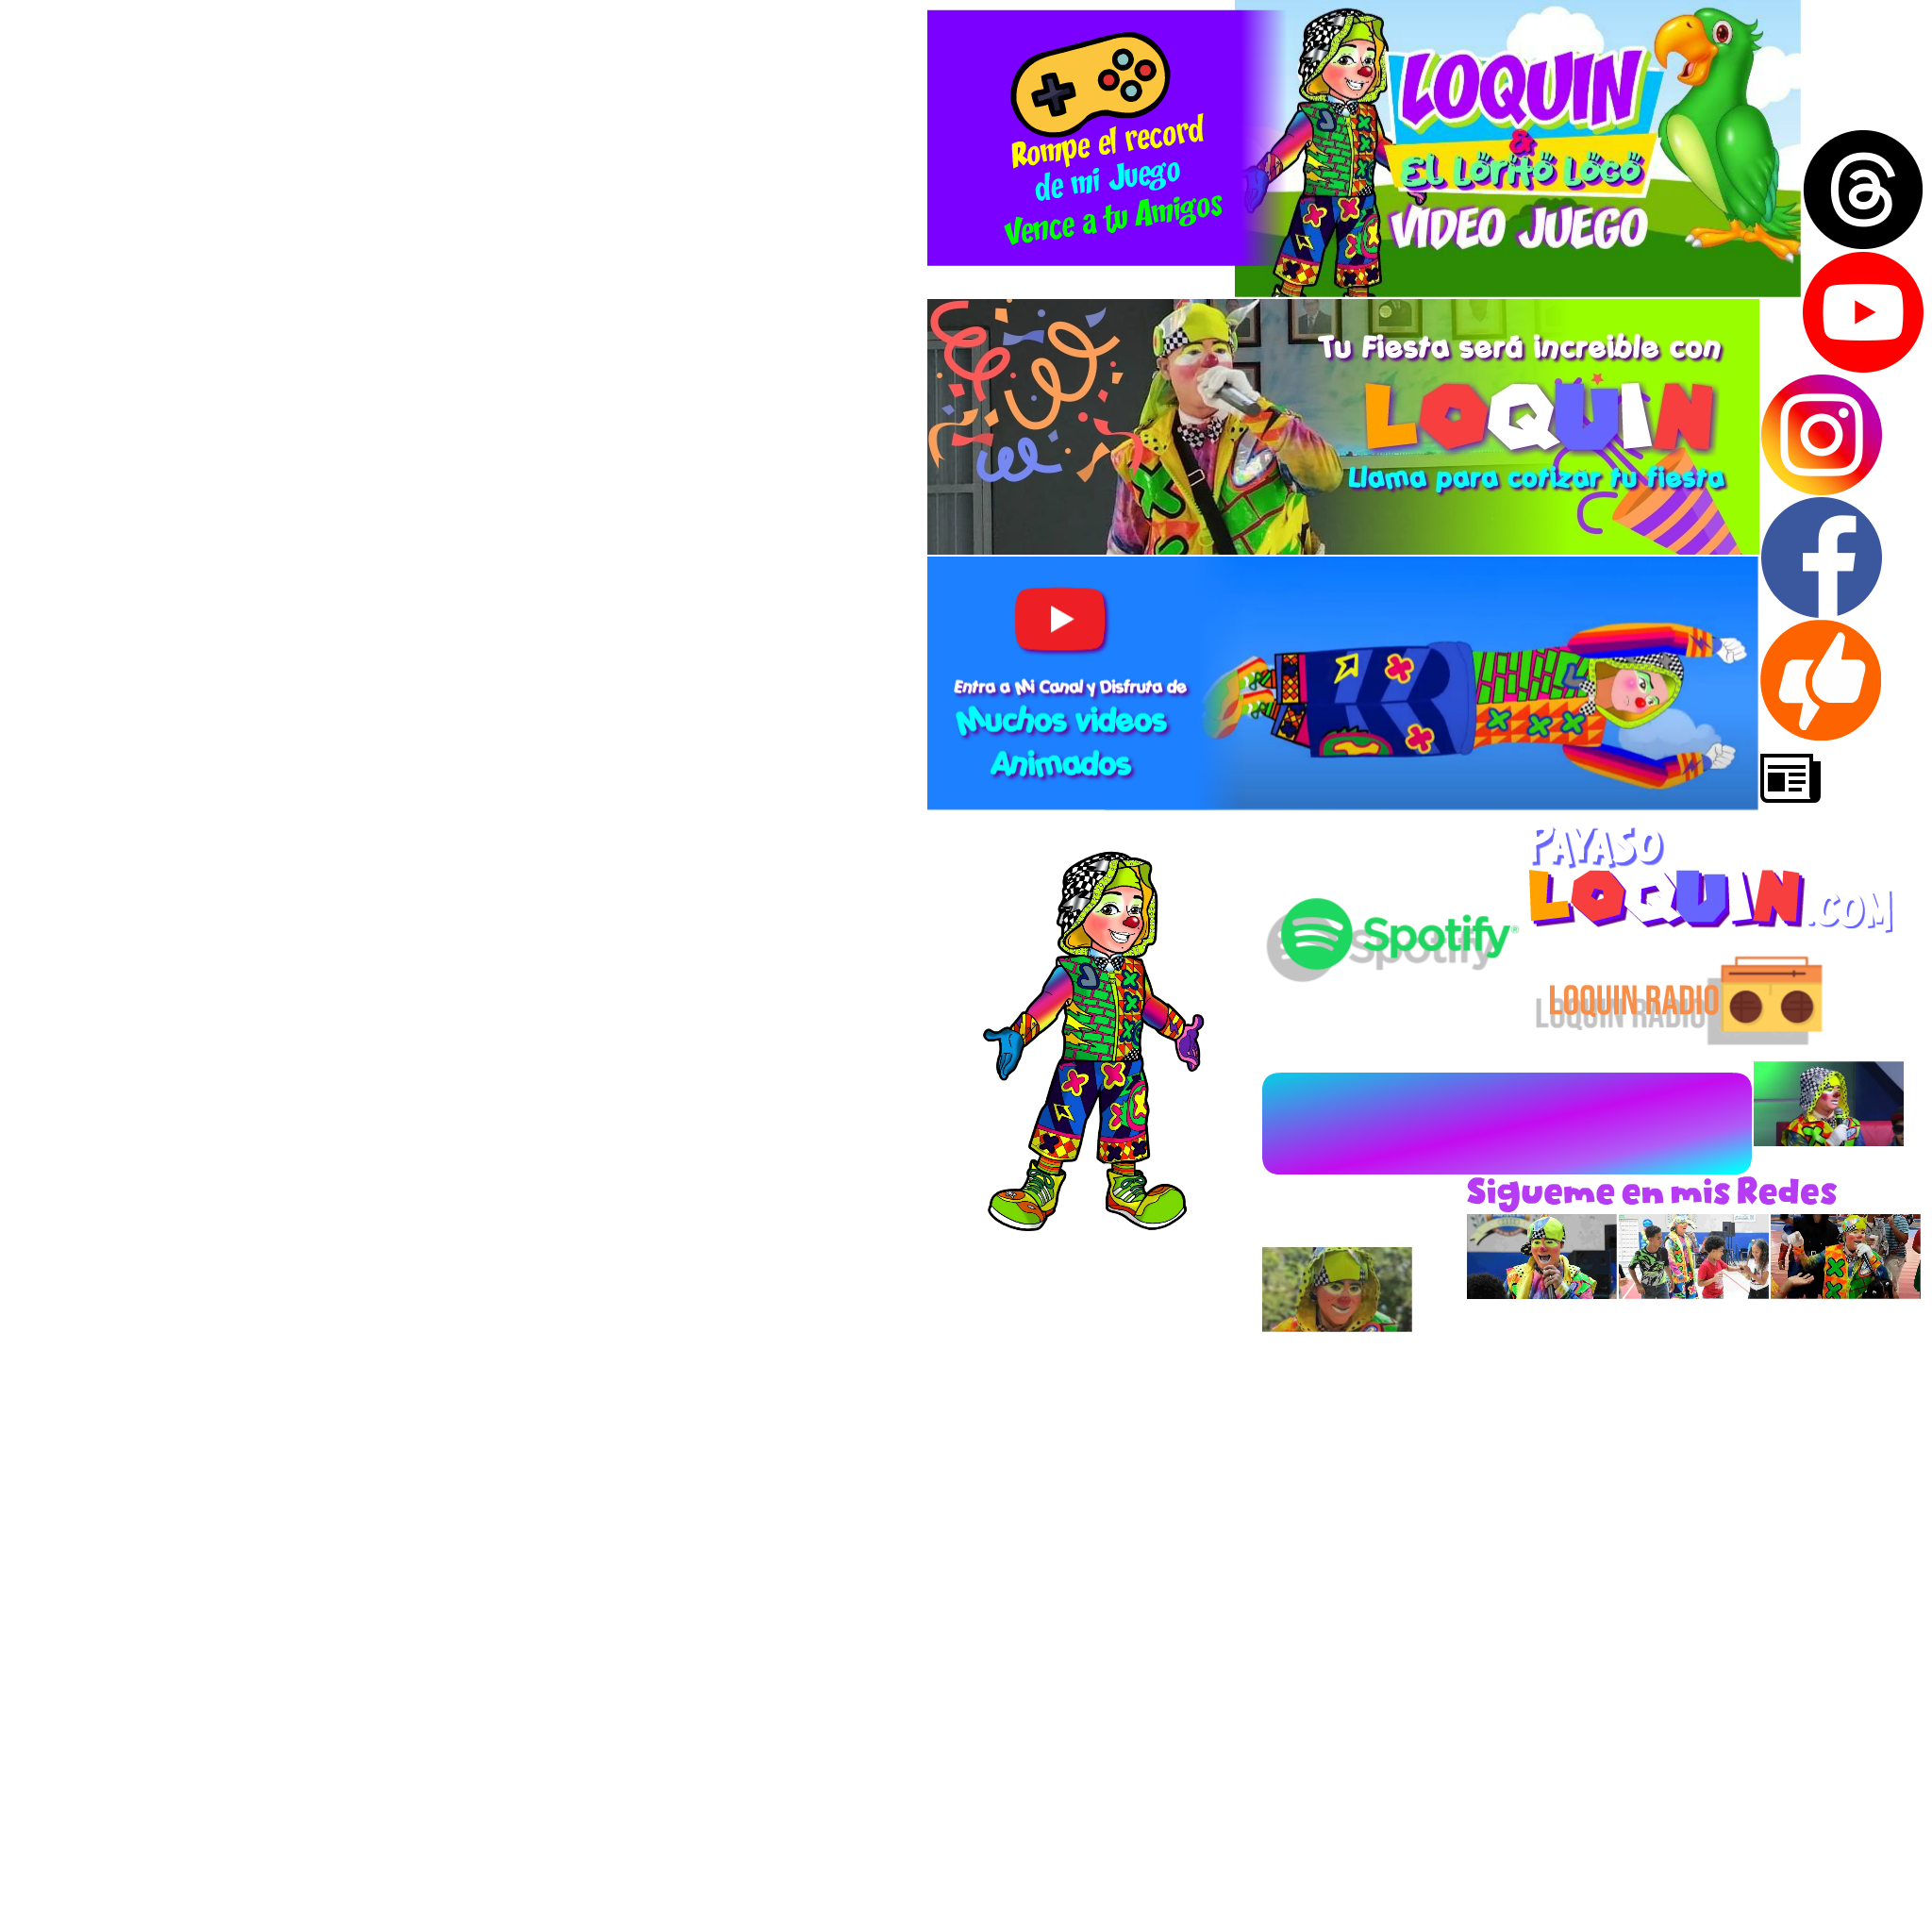 Rompe el record
de mi Juego
Vence a tu Amigos
LOQUIN
&
El Lorito Loco
VIDEO JUEGO
Tu Fiesta será increible con
LOQUIN
Llama para cotizar tu fiesta
Entra a Mi Canal y Disfruta de
Muchos videos
Animados
PAYASO
LOQUIN.COM
Spotify
LOQUIN RADIO
Sigueme en mis Redes